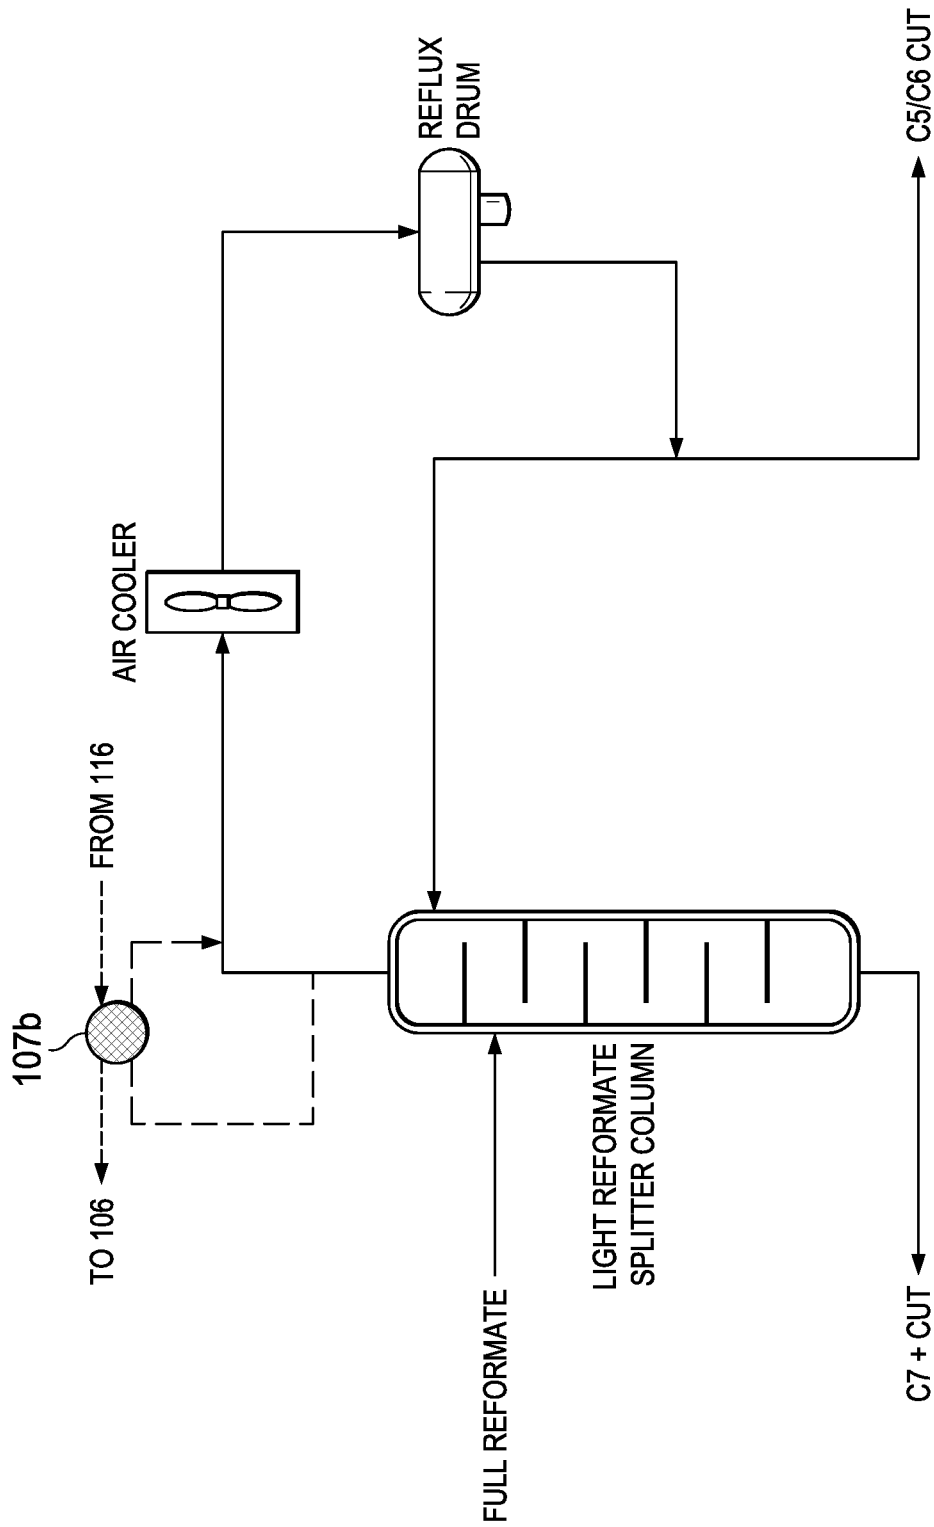 107b
TO 106
FROM 116
AIR COOLER
REFLUX
DRUM
FULL REFORMATE
LIGHT REFORMATE
SPLITTER COLUMN
C7 + CUT
C5/C6 CUT